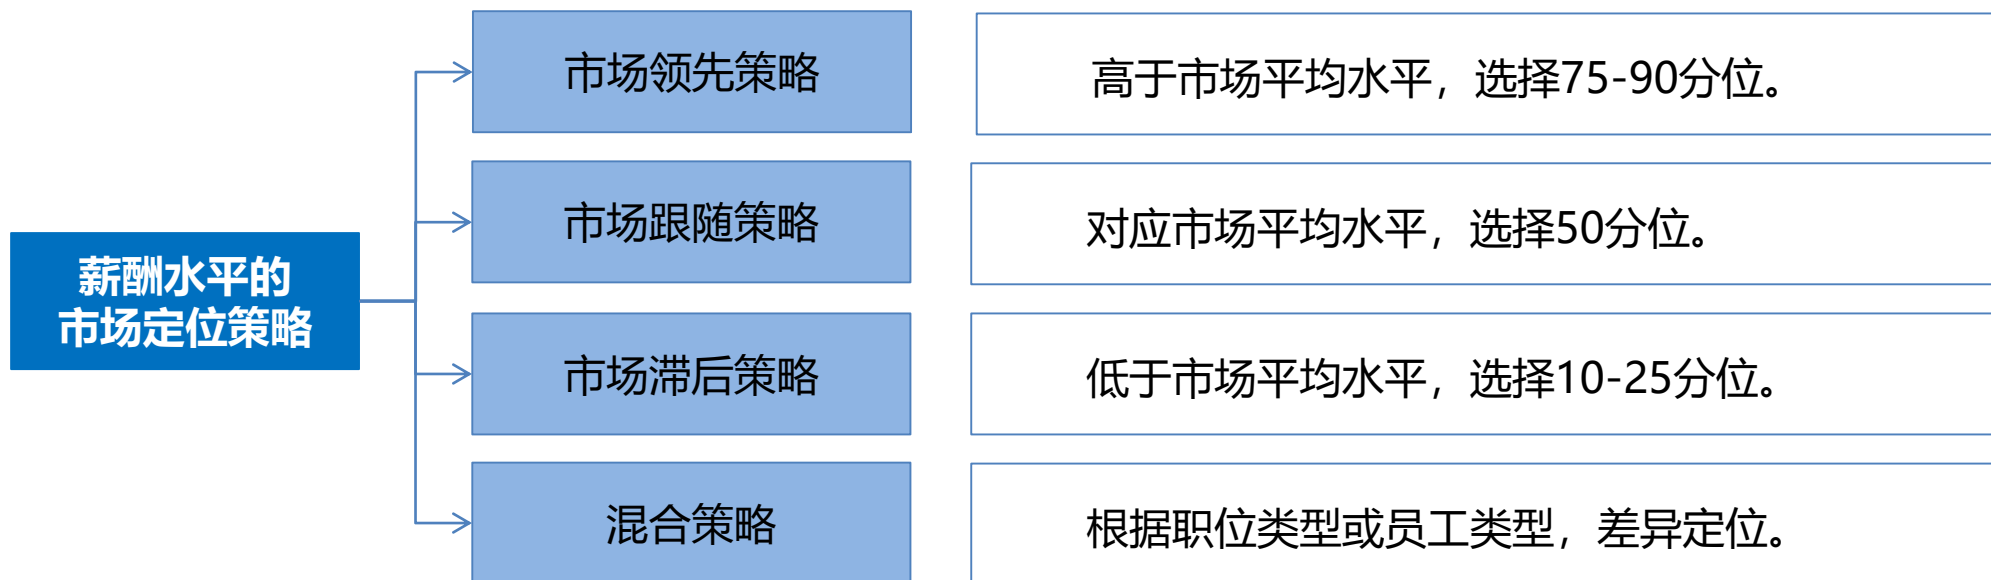 薪酬水平的
市场定位策略
市场领先策略
高于市场平均水平，选择75-90分位。
市场跟随策略
对应市场平均水平，选择50分位。
市场滞后策略
低于市场平均水平，选择10-25分位。
混合策略
根据职位类型或员工类型，差异定位。